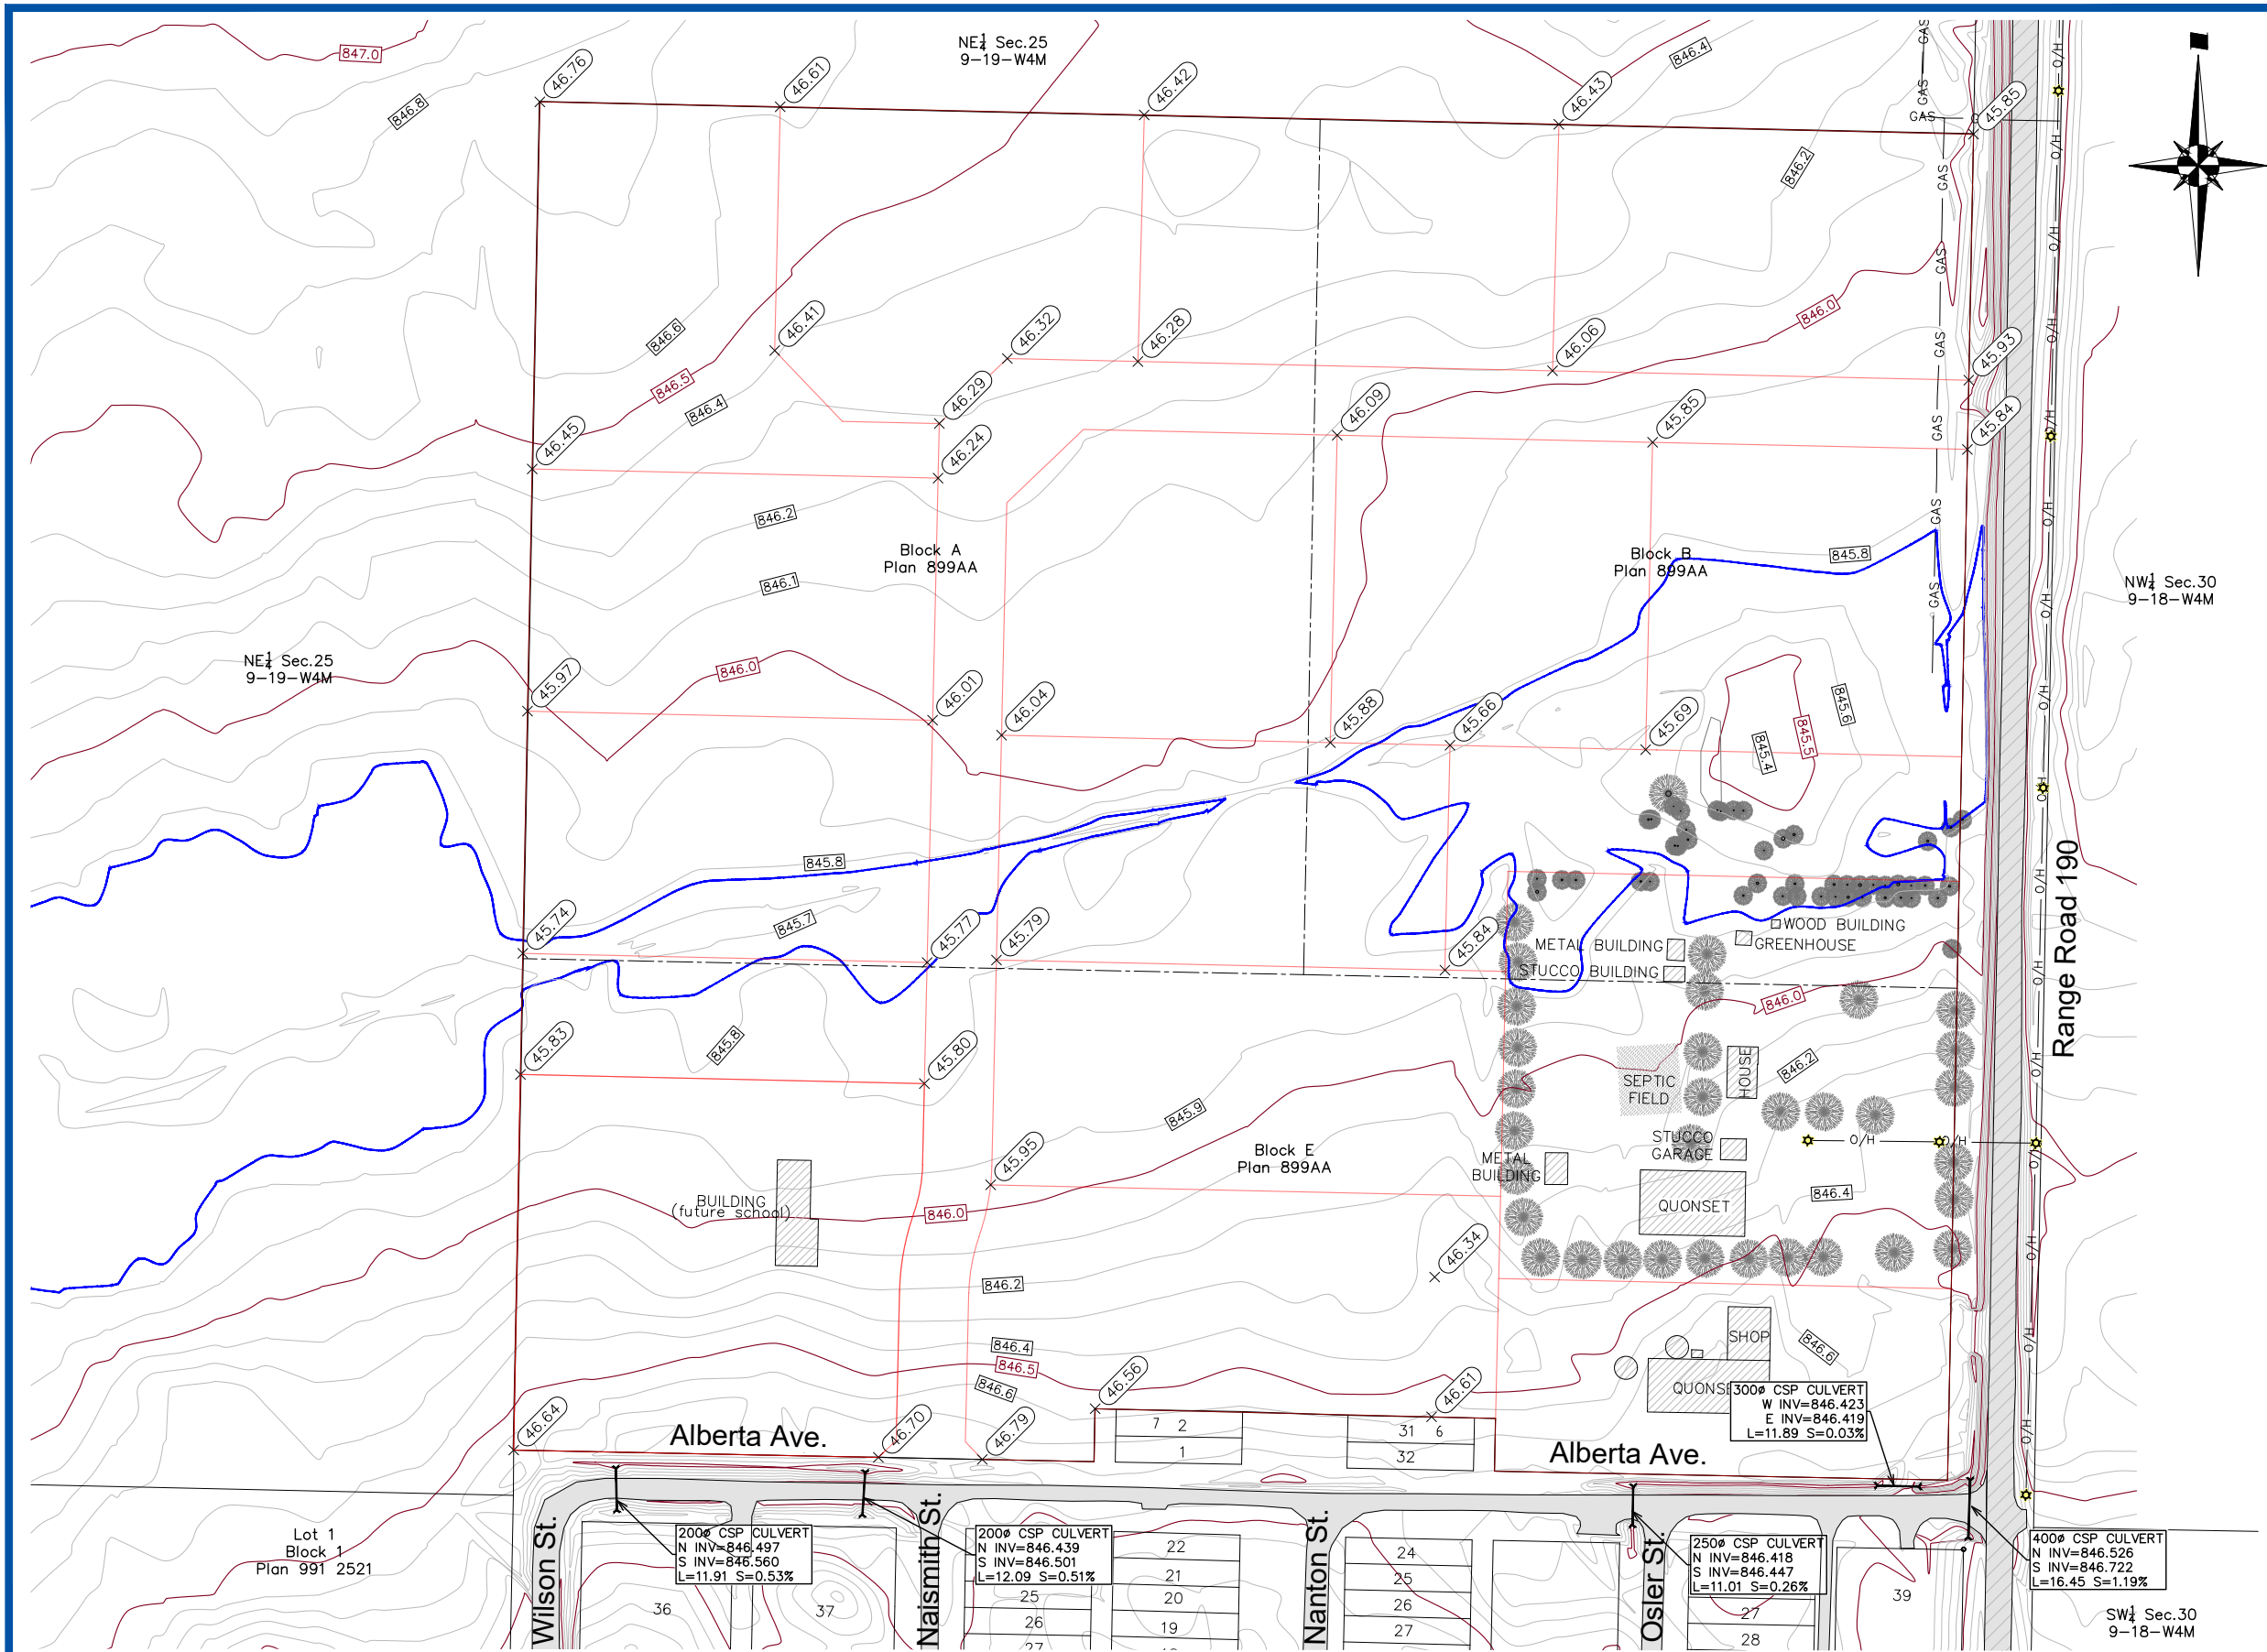 847.0
846.8
NE¼ Sec.25
9-19-W4M
846.4
GAS
GAS
O/H
46.76
46.61
46.42
46.43
45.85
GAS
G
O/H
GAS
846.2
O/H
GAS
846.6
46.41
46.32
46.28
46.06
846.0
O/H
GAS
45.93
846.5
846.4
46.29
46.09
45.85
45.84
O/H
GAS
46.45
46.24
846.2
O/H
GAS
Block A
Plan 899AA
Block B
Plan 899AA
845.8
846.1
GAS
O/H
NW¼ Sec.30
9-18-W4M
NE¼ Sec.25
9-19-W4M
846.0
45.97
46.01
46.04
45.88
45.66
45.69
845.4
845.5
845.6
O/H
O/H
845.8
O/H
Range Road 190
845.7
45.74
45.77
45.79
45.84
WOOD BUILDING
METAL BUILDING
GREENHOUSE
STUCCO BUILDING
O/H
846.0
O/H
45.83
845.8
45.80
SEPTIC
FIELD
HOUSE
846.2
O/H
845.9
45.95
Block E
Plan 899AA
STUCCO
GARAGE
O/H
O/H
O/H
METAL
BUILDING
BUILDING
(future school)
846.0
846.4
QUONSET
O/H
46.34
846.2
846.4
846.5
846.6
SHOP
846.6
O/H
46.56
46.61
QUONSE
300ø CSP CULVERT
W INV=846.423
E INV=846.419
L=11.89 S=0.03%
46.64
Alberta Ave.
46.70
46.79
7 2
1
31 6
32
Alberta Ave.
O/H
Lot 1
Block 1
Plan 991 2521
Wilson St.
200ø CSP CULVERT
N INV=846.497
S INV=846.560
L=11.91 S=0.53%
36
37
Naismith St.
200ø CSP CULVERT
N INV=846.439
S INV=846.501
L=12.09 S=0.51%
25
26
27
22
21
20
19
Nanton St.
24
25
26
27
Osler St.
250ø CSP CULVERT
N INV=846.418
S INV=846.447
L=11.01 S=0.26%
27
28
39
400ø CSP CULVERT
N INV=846.526
S INV=846.722
L=16.45 S=1.19%
SW¼ Sec.30
9-18-W4M